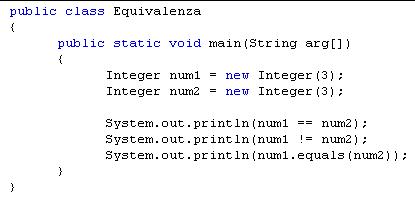 public class Equivalenza
{
public static void main(String arg[])
{
Integer num1 = new Integer(3);
Integer num2 = new Integer(3);
System.out.println(num1 == num2);
System.out.println(num1 != num2);
System.out.println(num1.equals(num2));
}
}